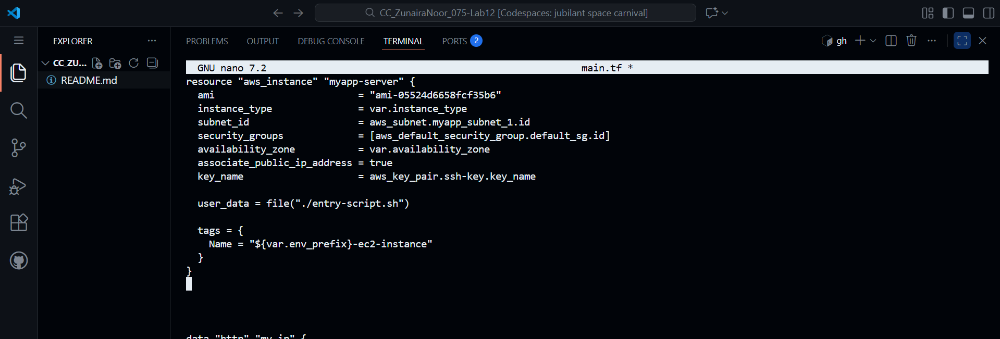 CC_ZunairaNoor_075-Lab12 [Codespaces: jubilant space carnival]
EXPLORER
CC_ZU...
README.md
PROBLEMS OUTPUT DEBUG CONSOLE TERMINAL PORTS 2
gh
GNU nano 7.2 main.tf *
resource "aws_instance" "myapp-server" {
  ami                         = "ami-05524d6658fcf35b6"
  instance_type               = var.instance_type
  subnet_id                   = aws_subnet.myapp_subnet_1.id
  security_groups             = [aws_default_security_group.default_sg.id]
  availability_zone           = var.availability_zone
  associate_public_ip_address = true
  key_name                    = aws_key_pair.ssh-key.key_name
  user_data = file("./entry-script.sh")
  tags = {
    Name = "${var.env_prefix}-ec2-instance"
  }
}
data "http" "my_ip" {